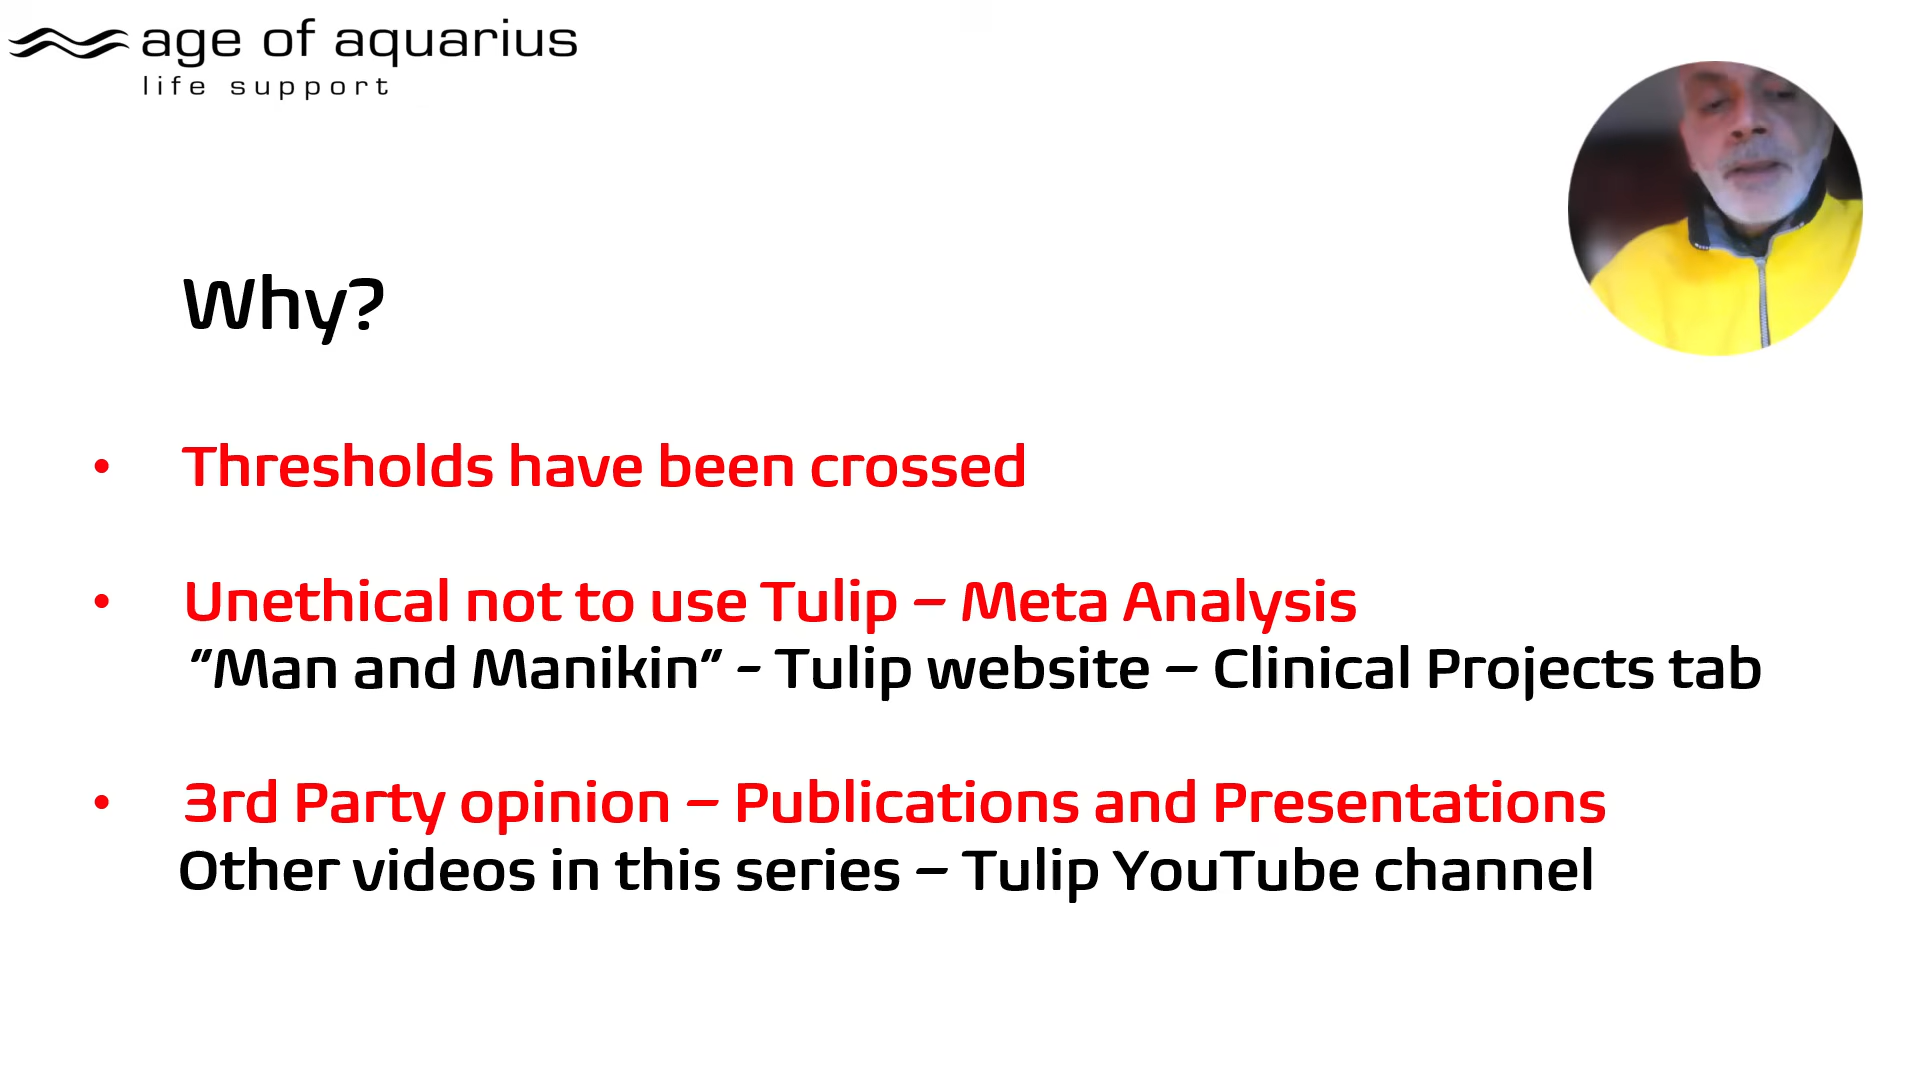 age of aquarius
life support
Why?
• Thresholds have been crossed
• Unethical not to use Tulip – Meta Analysis
"Man and Manikin" - Tulip website – Clinical Projects tab
• 3rd Party opinion – Publications and Presentations
Other videos in this series – Tulip YouTube channel